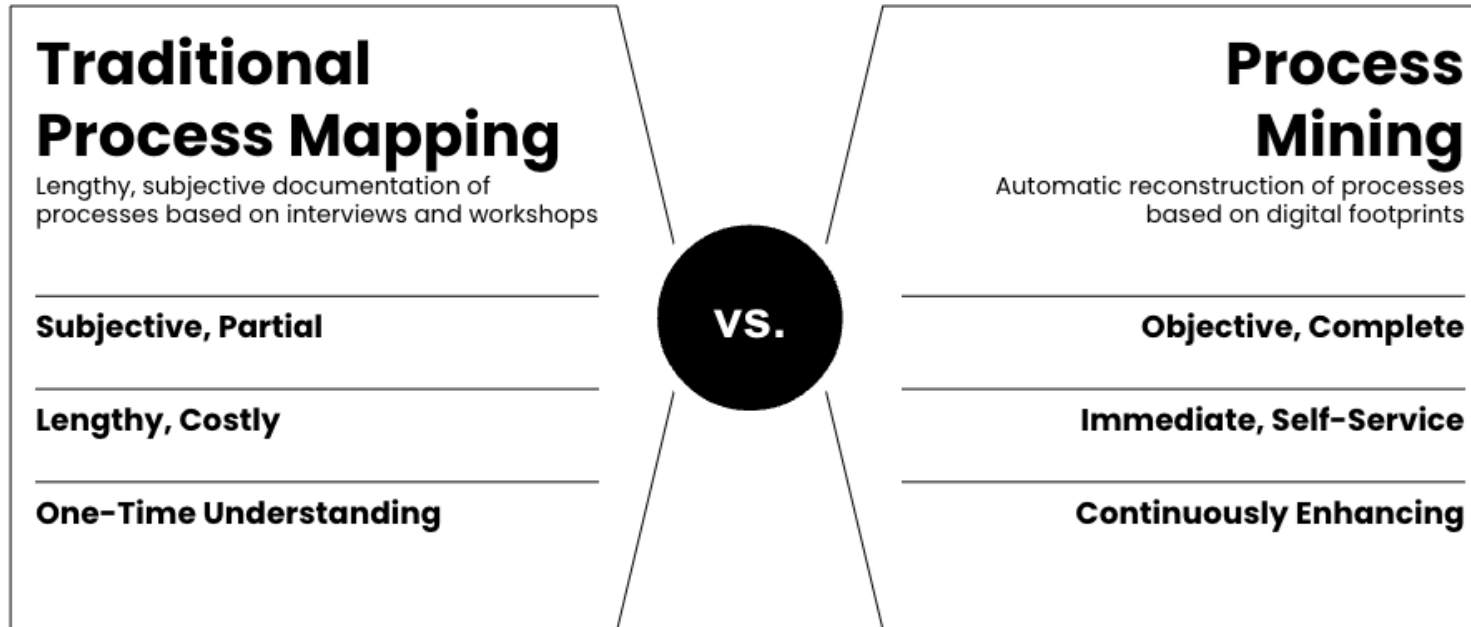 Traditional
Process Mapping
Lengthy, subjective documentation of
processes based on interviews and workshops
Subjective, Partial
Lengthy, Costly
One-Time Understanding
vs.
Process
Mining
Automatic reconstruction of processes
based on digital footprints
Objective, Complete
Immediate, Self-Service
Continuously Enhancing